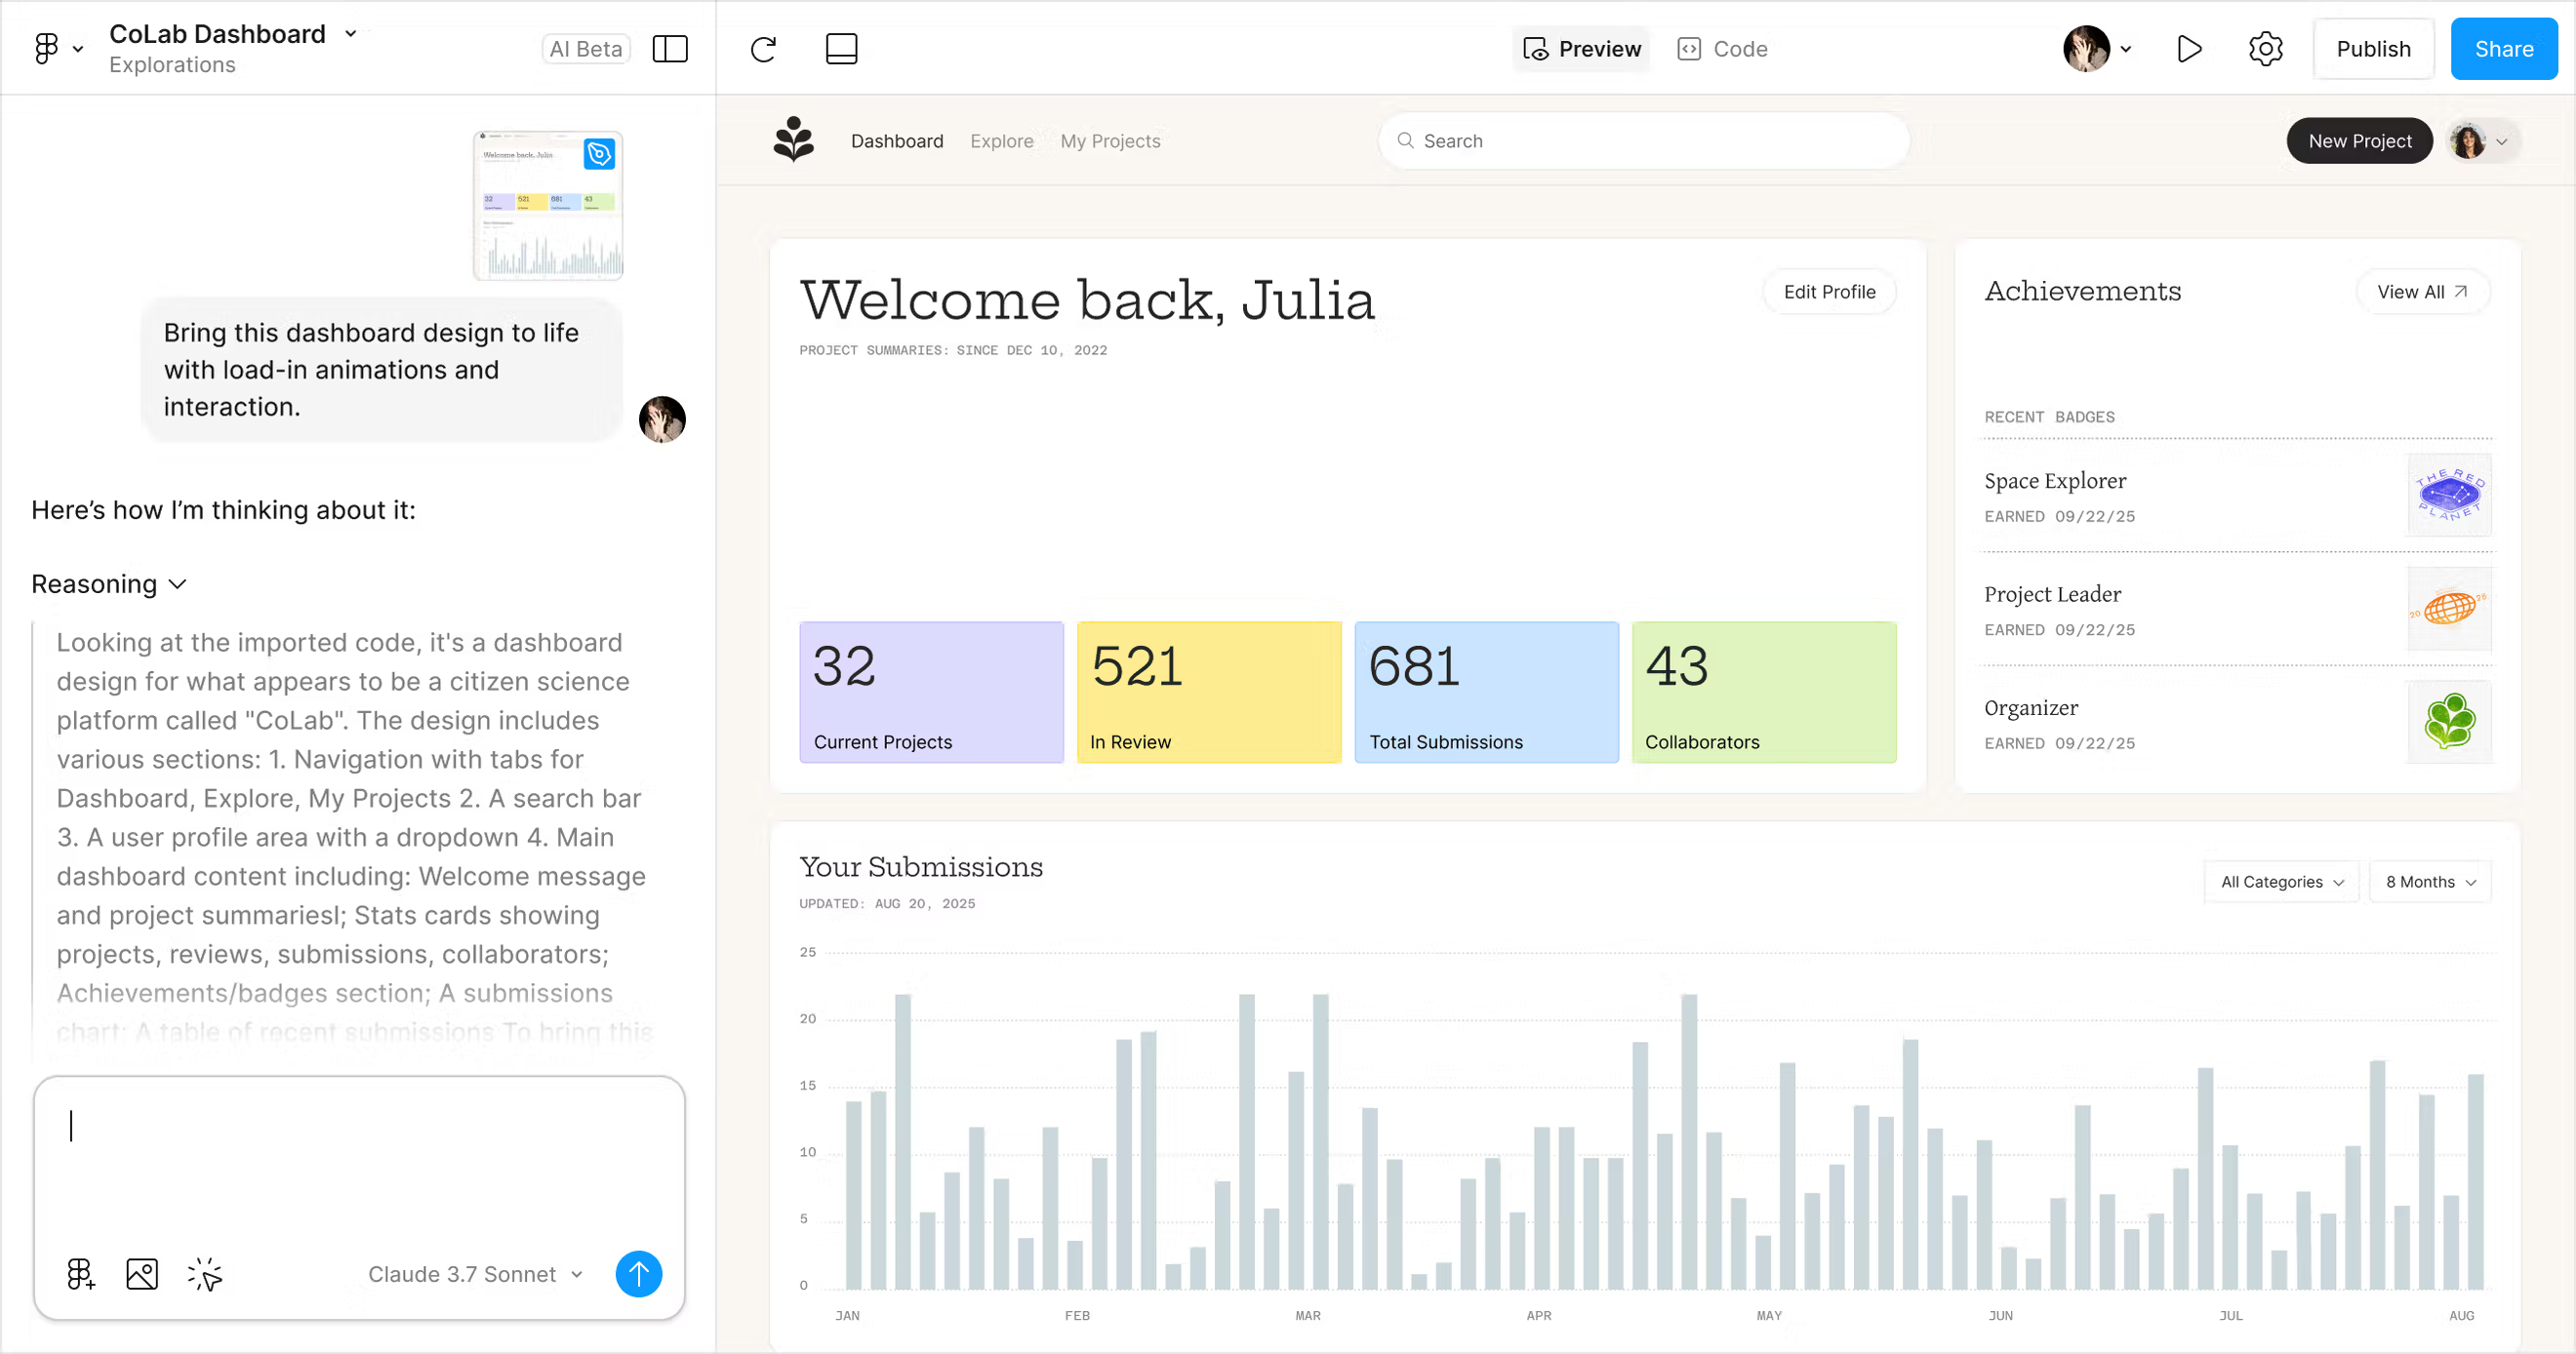 CoLab Dashboard
Explorations
AI Beta
Preview
Code
Publish
Share
Welcome back, Julia
32
521
681
43
Bring this dashboard design to life
with load-in animations and
interaction.
Here’s how I’m thinking about it:
Reasoning
Looking at the imported code, it's a dashboard
design for what appears to be a citizen science
platform called "CoLab". The design includes
various sections: 1. Navigation with tabs for
Dashboard, Explore, My Projects 2. A search bar
3. A user profile area with a dropdown 4. Main
dashboard content including: Welcome message
and project summariesl; Stats cards showing
projects, reviews, submissions, collaborators;
Achievements/badges section; A submissions
chart; A table of recent submissions To bring this
Claude 3.7 Sonnet
Dashboard
Explore
My Projects
Search
New Project
Welcome back, Julia
Edit Profile
PROJECT SUMMARIES: SINCE DEC 10, 2022
32
Current Projects
521
In Review
681
Total Submissions
43
Collaborators
Achievements
View All
RECENT BADGES
Space Explorer
EARNED 09/22/25
THE RED
PLANET
Project Leader
EARNED 09/22/25
20 25
Organizer
EARNED 09/22/25
Your Submissions
UPDATED: AUG 20, 2025
All Categories
8 Months
25
20
15
10
5
0
JAN FEB MAR APR MAY JUN JUL AUG